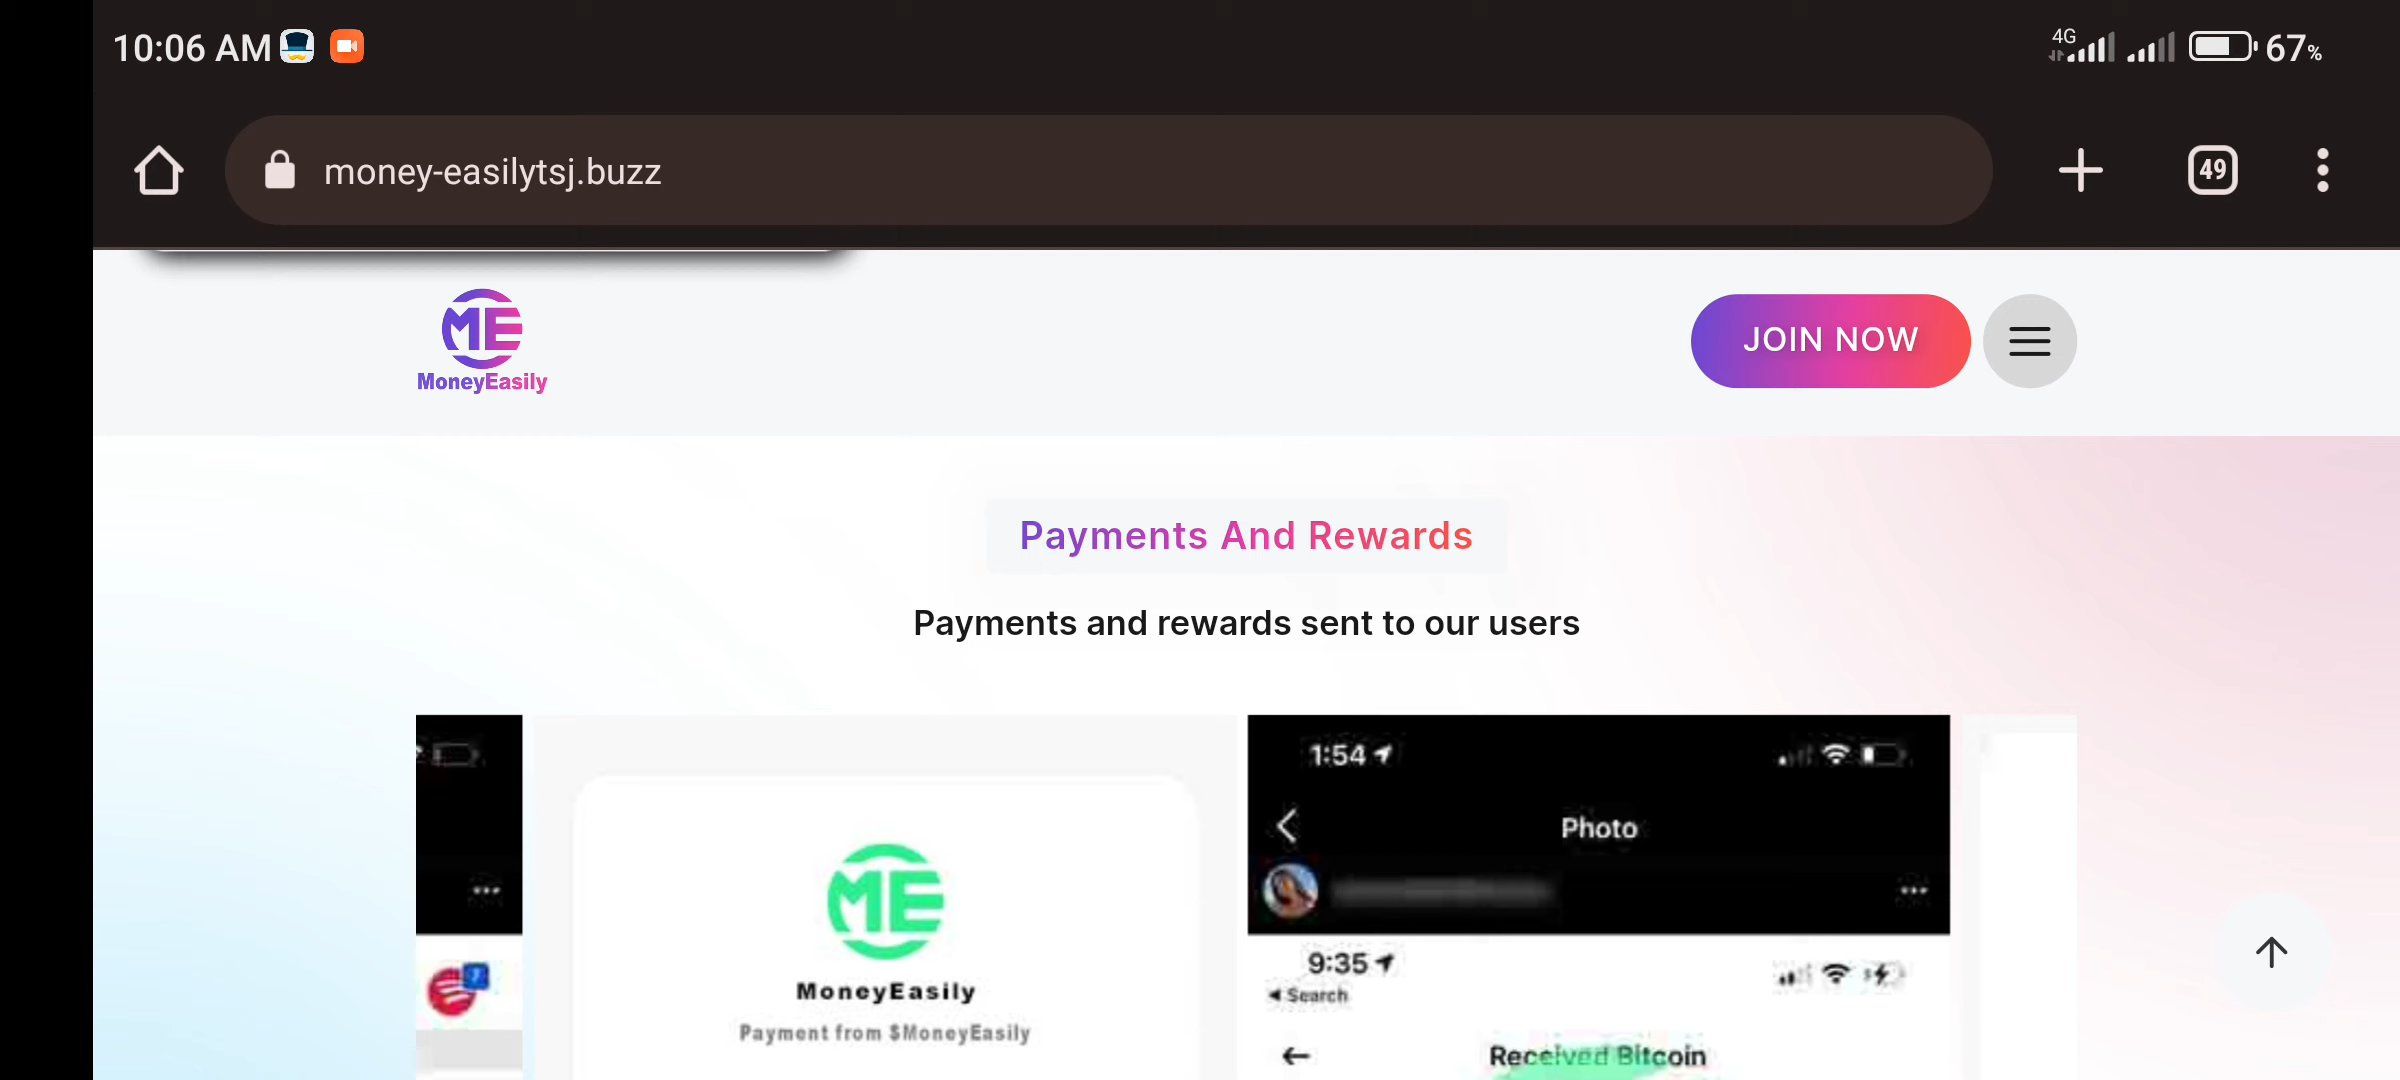 10:06 AM
4G
67%
money-easilytsj.buzz
49
ME
MoneyEasily
JOIN NOW
Payments And Rewards
Payments and rewards sent to our users
1:54
Photo
ME
MoneyEasily
Payment from $MoneyEasily
9:35
Search
Received Bitcoin